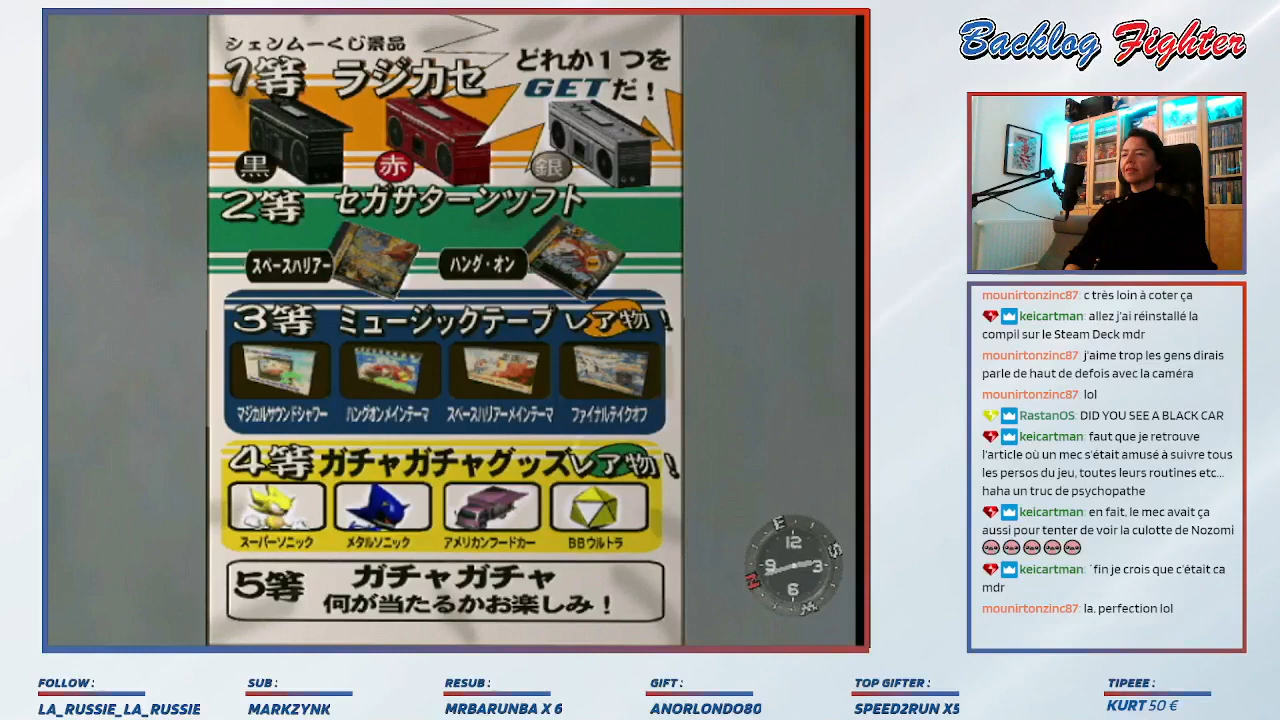 シェンムーくじ景品
1等 ラジカセ
どれか1つを
GETだ!
黒 赤 銀
2等 セガサターンソフト
スペースハリアー ハング・オン
3等 ミュージックテープ レア物!
マジカルサウンドシャワー ハングオンメインテーマ スペースハリアーメインテーマ ファイナルテイクオフ
4等 ガチャガチャグッズ レア物!
スーパーソニック メタルソニック アメリカンフードカー BBウルトラ
5等 ガチャガチャ
何が当たるかお楽しみ!
12
9 3
6
E
S
N
W
Backlog Fighter
mounirtonzinc87: c très loin à coter ça
keicartman: allez j'ai réinstallé la
compil sur le Steam Deck mdr
mounirtonzinc87: j'aime trop les gens dirais
parle de haut de defois avec la caméra
mounirtonzinc87: lol
RastanOS: DID YOU SEE A BLACK CAR
keicartman: faut que je retrouve
l'article où un mec s'était amusé à suivre tous
les persos du jeu, toutes leurs routines etc...
haha un truc de psychopathe
keicartman: en fait, le mec avait ça
aussi pour tenter de voir la culotte de Nozomi
keicartman: ´fin je crois que c'était ca
mdr
mounirtonzinc87: la, perfection lol
FOLLOW :
LA_RUSSIE_LA_RUSSIE
SUB :
MARKZYNK
RESUB :
MRBARUNBA X 6
GIFT :
ANORLONDO80
TOP GIFTER :
SPEED2RUN X5
TIPEEE :
KURT 50 €